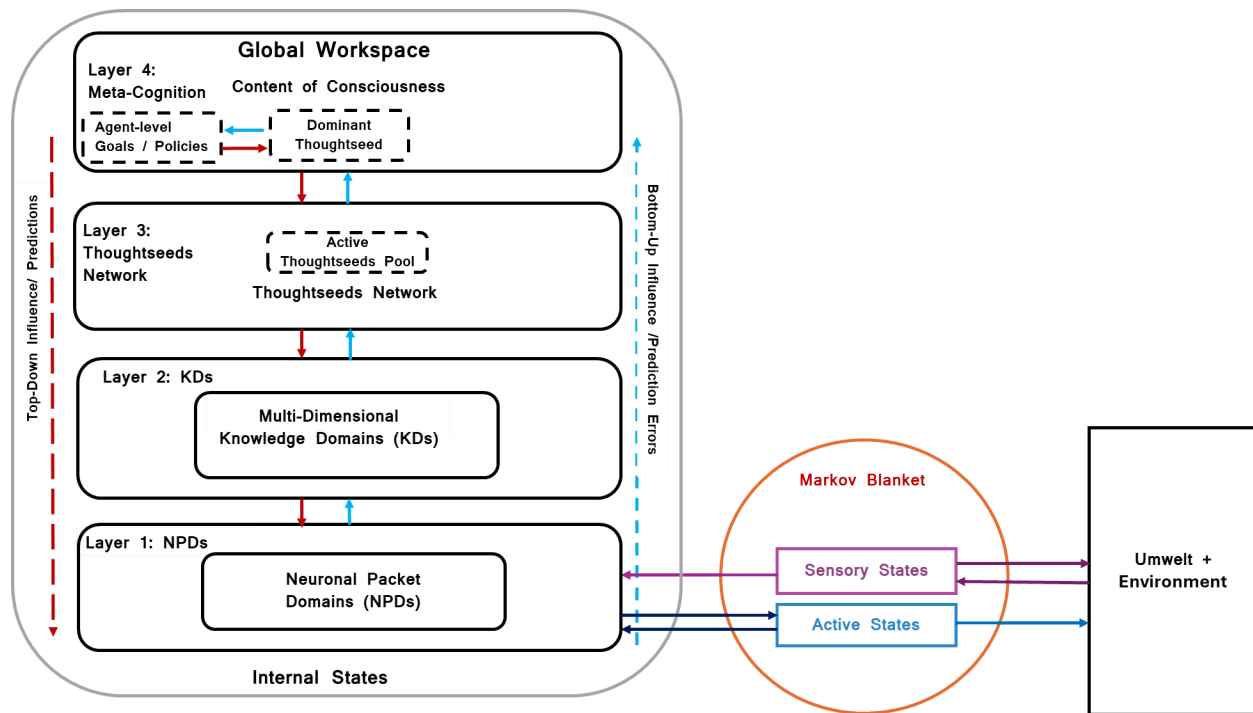 Global Workspace
Layer 4:
Meta-Cognition
Content of Consciousness
Agent-level
Goals / Policies
Dominant
Thoughtseed
Top-Down Influence/ Predictions
Bottom-Up Influence /Prediction Errors
Layer 3:
Thoughtseeds
Network
Active
Thoughtseeds Pool
Thoughtseeds Network
Layer 2: KDs
Multi-Dimensional
Knowledge Domains (KDs)
Layer 1: NPDs
Neuronal Packet
Domains (NPDs)
Internal States
Markov Blanket
Sensory States
Active States
Umwelt +
Environment